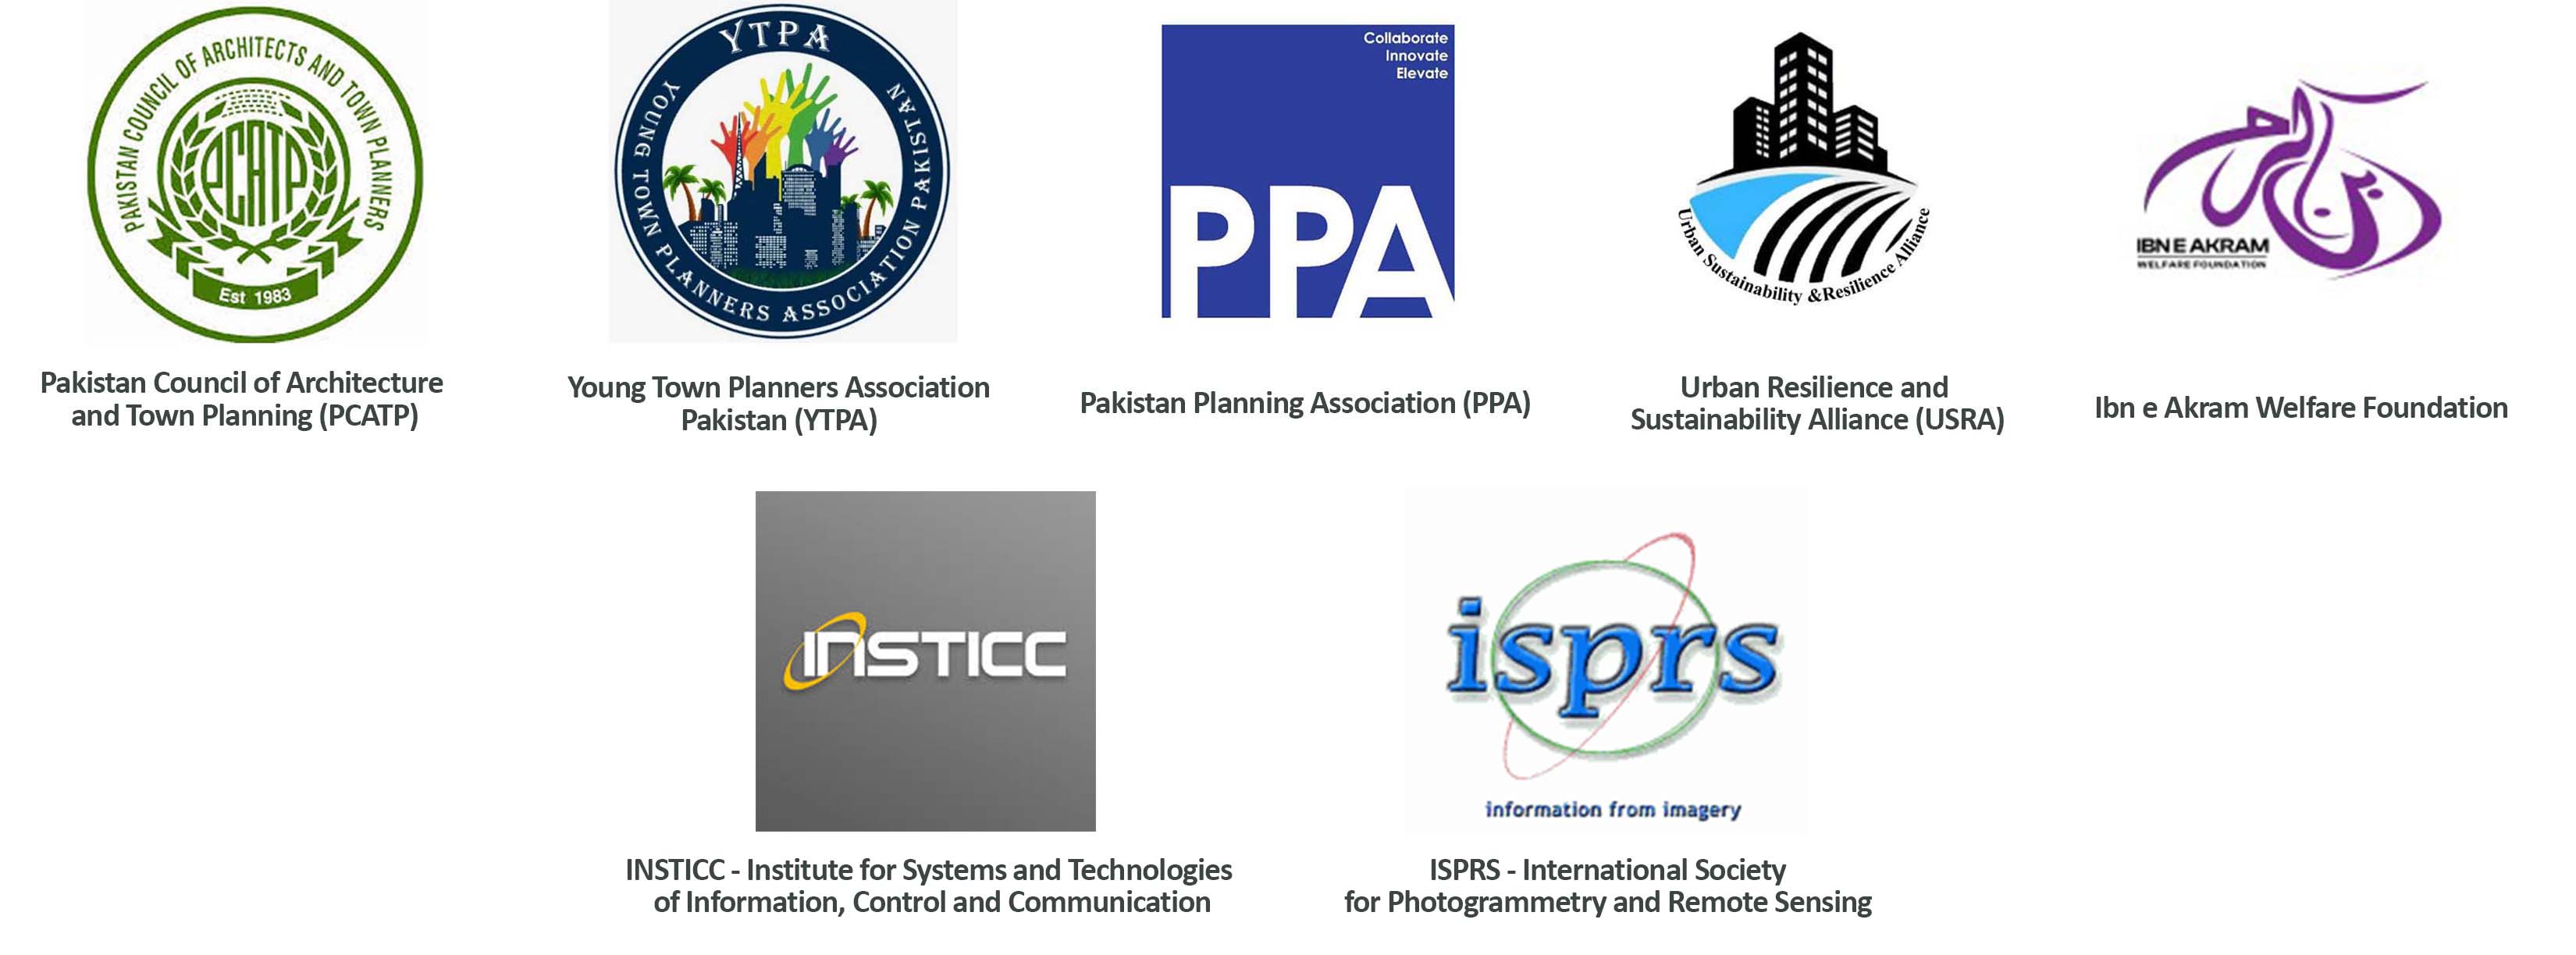 PAKISTAN COUNCIL OF ARCHITECTS AND TOWN PLANNERS
PCATP
Est 1983
Pakistan Council of Architecture
and Town Planning (PCATP)
YTPA
YOUNG TOWN PLANNERS ASSOCIATION PAKISTAN
Young Town Planners Association
Pakistan (YTPA)
Collaborate
Innovate
Elevate
PPA
Pakistan Planning Association (PPA)
Urban Sustainability &Resilience Alliance
Urban Resilience and
Sustainability Alliance (USRA)
IBN E AKRAM
WELFARE FOUNDATION
Ibn e Akram Welfare Foundation
INSTICC
INSTICC - Institute for Systems and Technologies
of Information, Control and Communication
isprs
information from imagery
ISPRS - International Society
for Photogrammetry and Remote Sensing